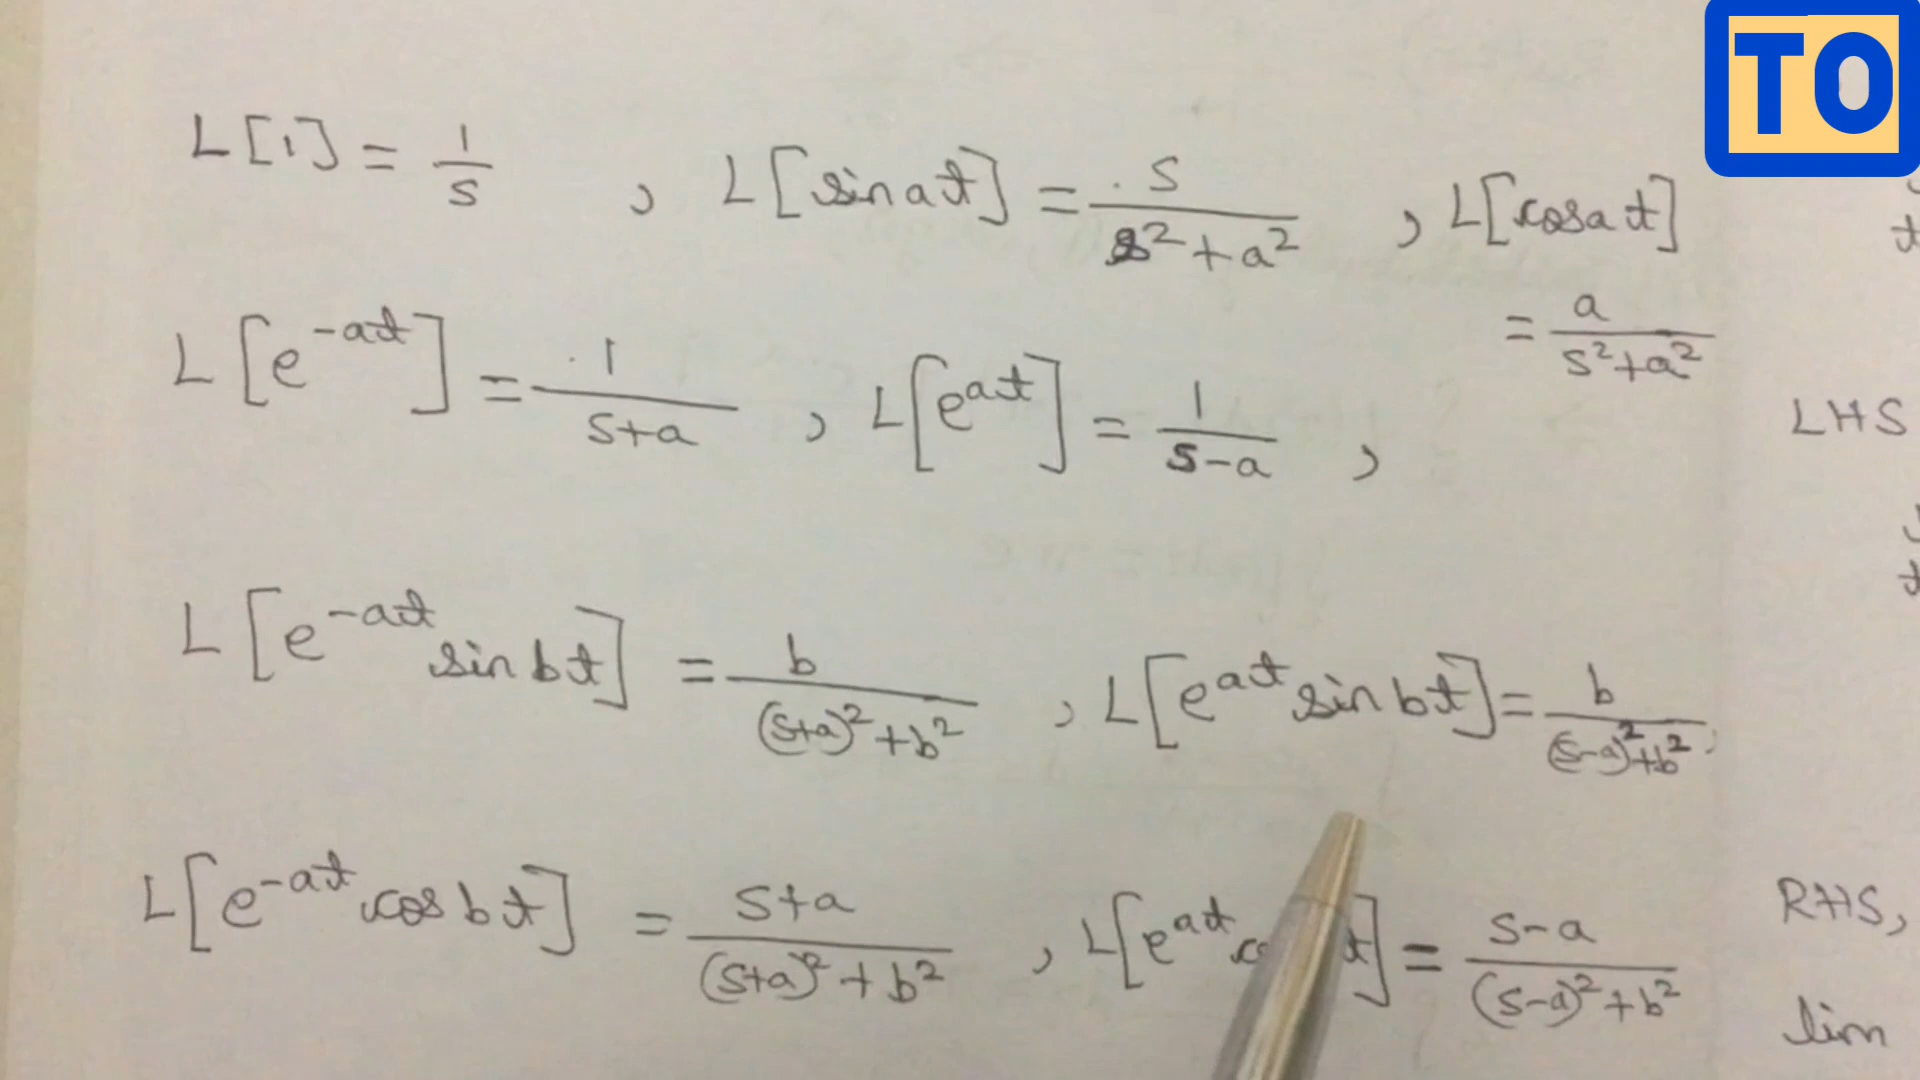 TO
L[1] = 1/s , L[sin at] = s/(s²+a²) , L[cos at]
= a/(s²+a²)
t
L[e^-at] = 1/(s+a) , L[e^at] = 1/(s-a) ,
LHS
t
L[e^-at sin bt] = b/((s+a)²+b²) , L[e^at sin bt] = b/((s-a)²+b²) ,
L[e^-at cos bt] = (s+a)/((s+a)²+b²) , L[e^at t] = (s-a)/((s-a)²+b²)
RHS,
lim